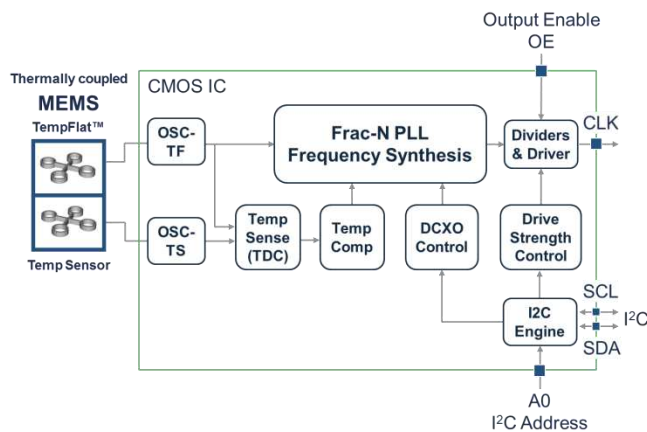 Output Enable
OE
Thermally coupled
MEMS
TempFlat™
CMOS IC
OSC-
TF
Frac-N PLL
Frequency Synthesis
Dividers
& Driver
CLK
OSC-
TS
Temp
Sense
(TDC)
Temp
Comp
DCXO
Control
Drive
Strength
Control
Temp Sensor
I2C
Engine
SCL
I²C
SDA
A0
I²C Address